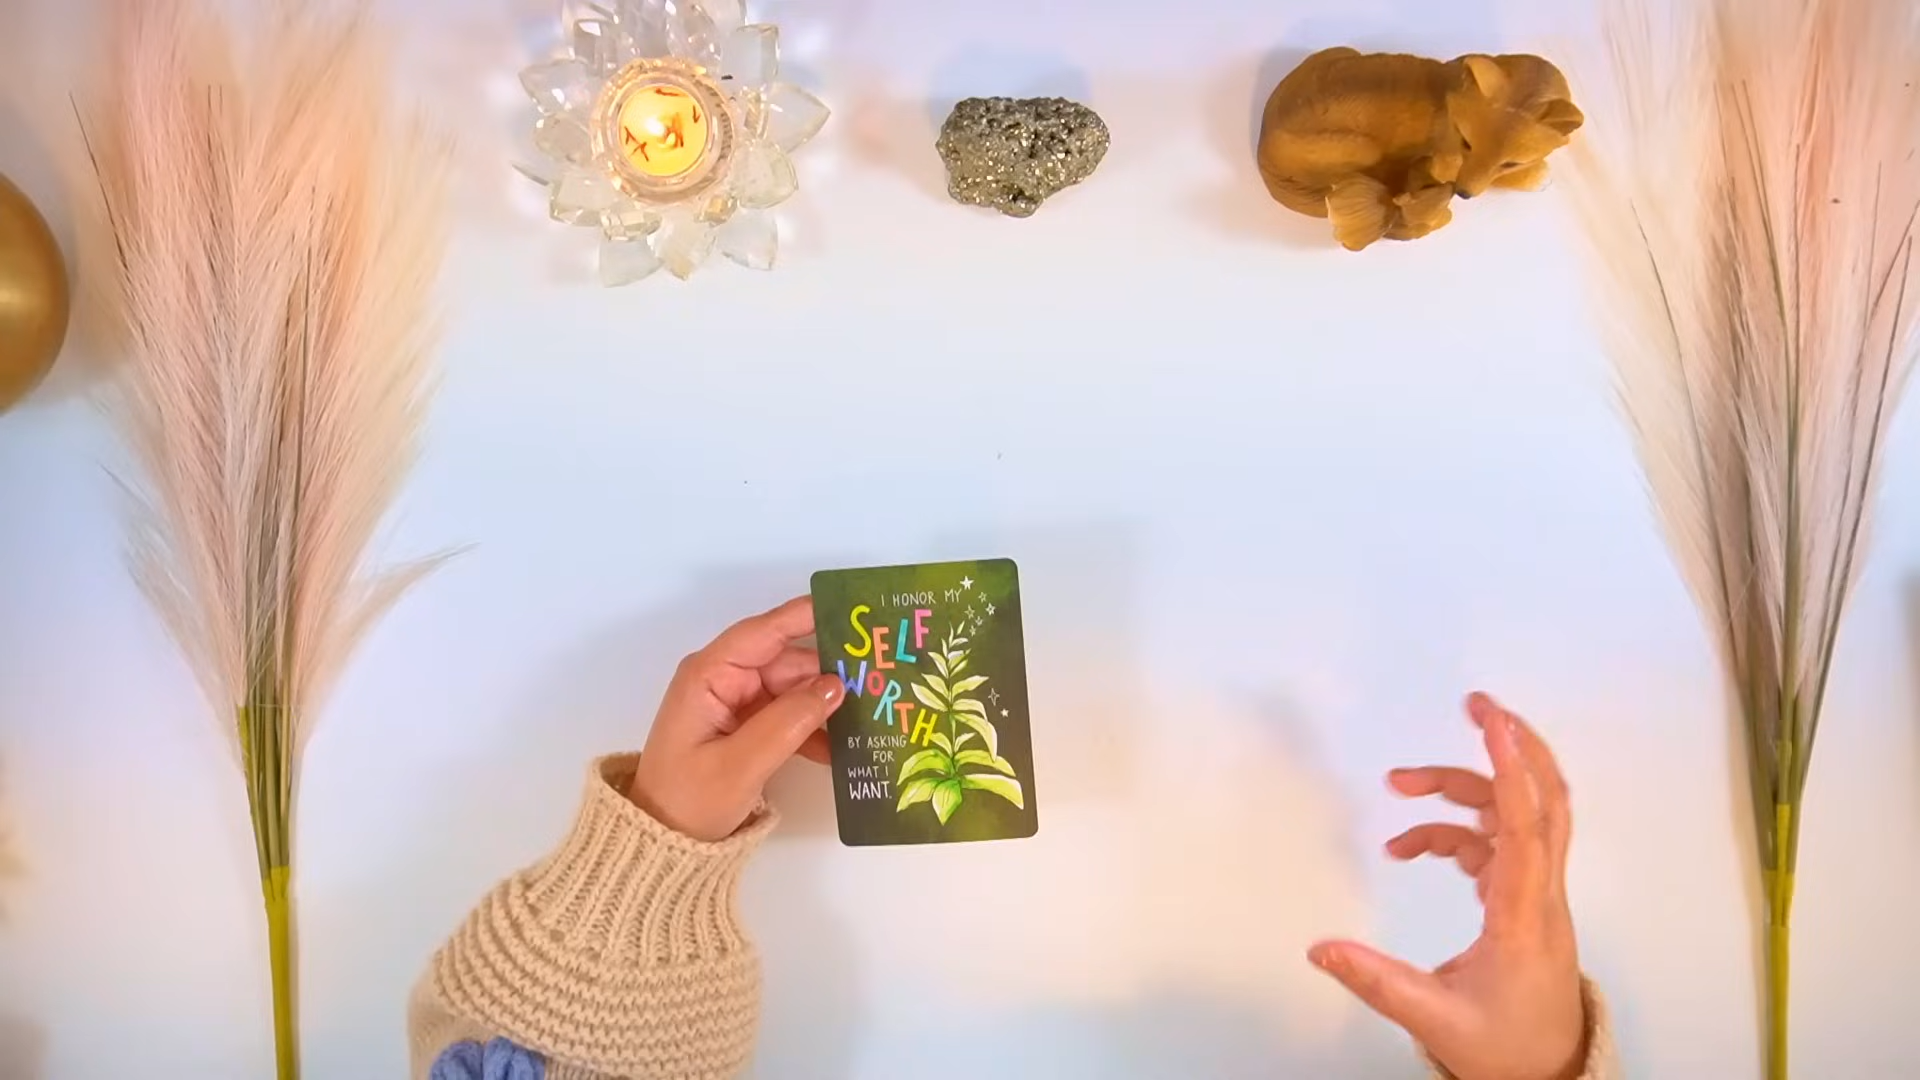 I HONOR MY
SELF
WORTH
BY ASKING
FOR
WHAT I
WANT.